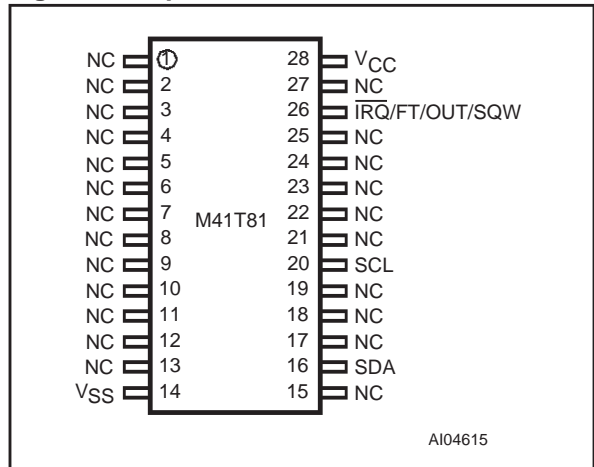 NC 1 28 VCC
NC 2 27 NC
NC 3 26 IRQ/FT/OUT/SQW
NC 4 25 NC
NC 5 24 NC
NC 6 23 NC
NC 7 22 NC
M41T81
NC 8 21 NC
NC 9 20 SCL
NC 10 19 NC
NC 11 18 NC
NC 12 17 NC
NC 13 16 SDA
VSS 14 15 NC
AI04615